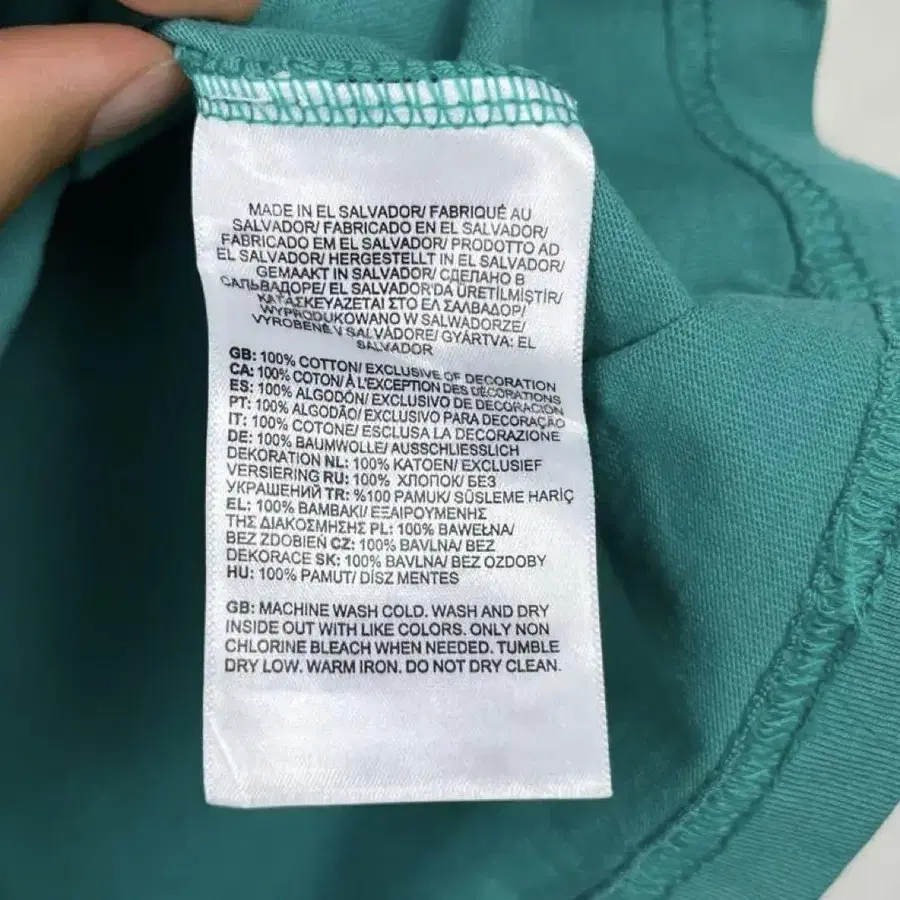 MADE IN EL SALVADOR/ FABRIQUÉ AU
SALVADOR/ FABRICADO EN EL SALVADOR/
FABRICADO EM EL SALVADOR/ PRODOTTO AD
EL SALVADOR/ HERGESTELLT IN EL SALVADOR/
GEMAAKT IN SALVADOR/ СДЕЛАНО В
САЛЬВАДОРЕ/ EL SALVADOR'DA ÜRETİLMİŞTİR/
ΚΑΤΑΣΚΕΥΑΖΕΤΑΙ ΣΤΟ ΕΛ ΣΑΛΒΑΔΟΡ/
WYPRODUKOWANO W SALWADORZE/
VYROBENÉ V SALVÁDORE/ GYÁRTVA: EL
SALVADOR
GB: 100% COTTON/ EXCLUSIVE OF DECORATION
CA: 100% COTON/ À L'EXCEPTION DES DÉCORATIONS
ES: 100% ALGODÓN/ EXCLUSIVO DE DECORACIÓN
PT: 100% ALGODÃO/ EXCLUSIVO PARA DECORAÇÃO
IT: 100% COTONE/ ESCLUSA LA DECORAZIONE
DE: 100% BAUMWOLLE/ AUSSCHLIESSLICH
DEKORATION NL: 100% KATOEN/ EXCLUSIEF
VERSIERING RU: 100% ХЛОПОК/ БЕЗ
УКРАШЕНИЙ TR: %100 PAMUK/ SÜSLEME HARİÇ
EL: 100% BAMBAKI/ ΕΞΑΙΡΟΥΜΕΝΗΣ
ΤΗΣ ΔΙΑΚΟΣΜΗΣΗΣ PL: 100% BAWEŁNA/
BEZ ZDOBIEŃ CZ: 100% BAVLNA/ BEZ
DEKORACE SK: 100% BAVLNA/ BEZ OZDOBY
HU: 100% PAMUT/ DÍSZ MENTES
GB: MACHINE WASH COLD. WASH AND DRY
INSIDE OUT WITH LIKE COLORS. ONLY NON
CHLORINE BLEACH WHEN NEEDED. TUMBLE
DRY LOW. WARM IRON. DO NOT DRY CLEAN.